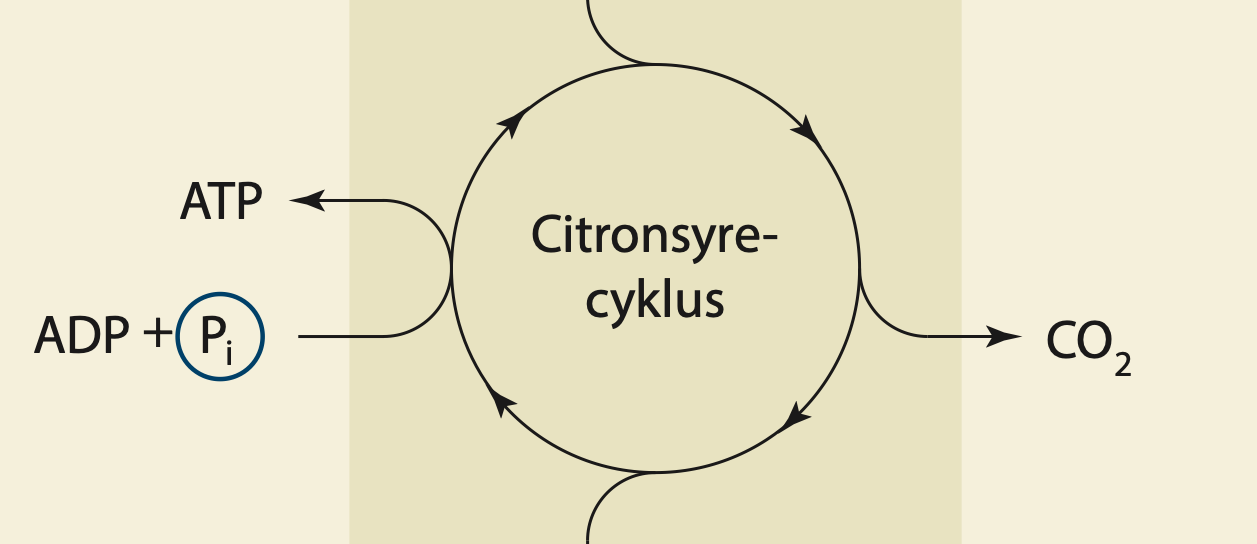 ATP
Citronsyre-
cyklus
ADP + Pi
CO2